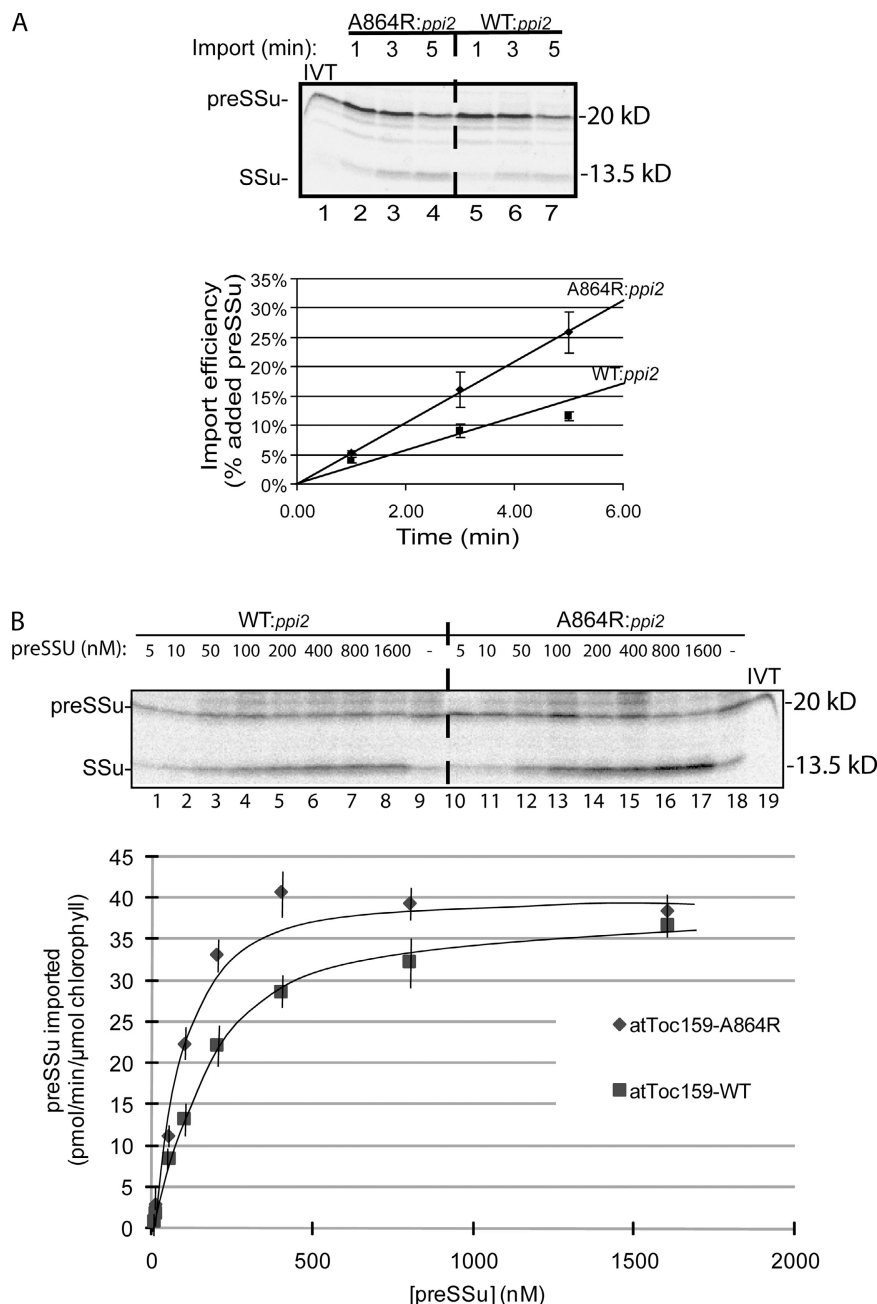 A
A864R:ppi2 WT:ppi2
Import (min): 1 3 5 1 3 5
IVT
preSSu-
-20 kD
SSu-
-13.5 kD
1 2 3 4 5 6 7
Import efficiency
(% added preSSu)
35%
30%
25%
20%
15%
10%
5%
0%
A864R:ppi2
WT:ppi2
0.00 2.00 4.00 6.00
Time (min)
B
WT:ppi2 A864R:ppi2
preSSU (nM): 5 10 50 100 200 400 800 1600 - 5 10 50 100 200 400 800 1600 -
IVT
preSSu-
-20 kD
SSu-
-13.5 kD
1 2 3 4 5 6 7 8 9 10 11 12 13 14 15 16 17 18 19
preSSu imported
(pmol/min/µmol chlorophyll)
45
40
35
30
25
20
15
10
5
0
atToc159-A864R
atToc159-WT
0 500 1000 1500 2000
[preSSu] (nM)